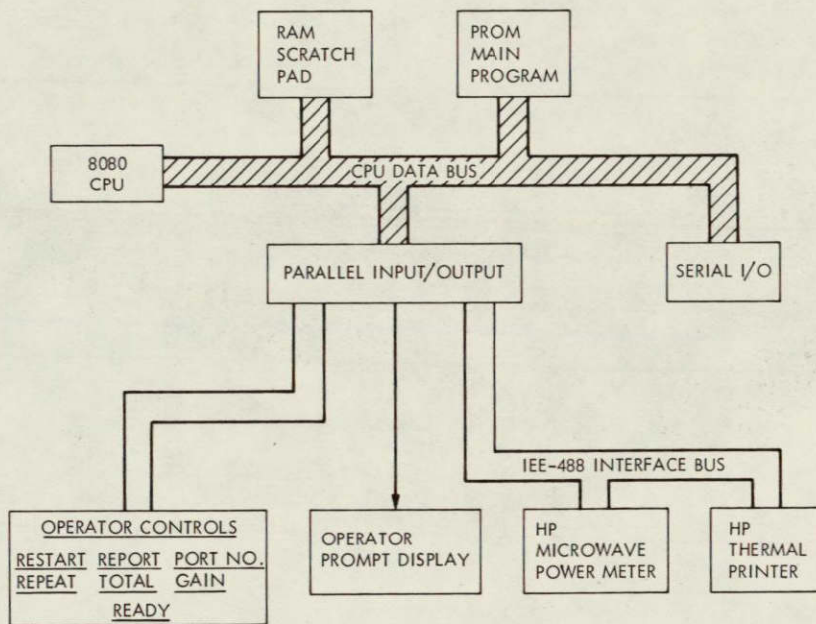 RAM
SCRATCH
PAD
PROM
MAIN
PROGRAM
8080
CPU
CPU DATA BUS
PARALLEL INPUT/OUTPUT
SERIAL I/O
IEE-488 INTERFACE BUS
OPERATOR CONTROLS
RESTART REPORT PORT NO.
REPEAT TOTAL GAIN
READY
OPERATOR
PROMPT DISPLAY
HP
MICROWAVE
POWER METER
HP
THERMAL
PRINTER